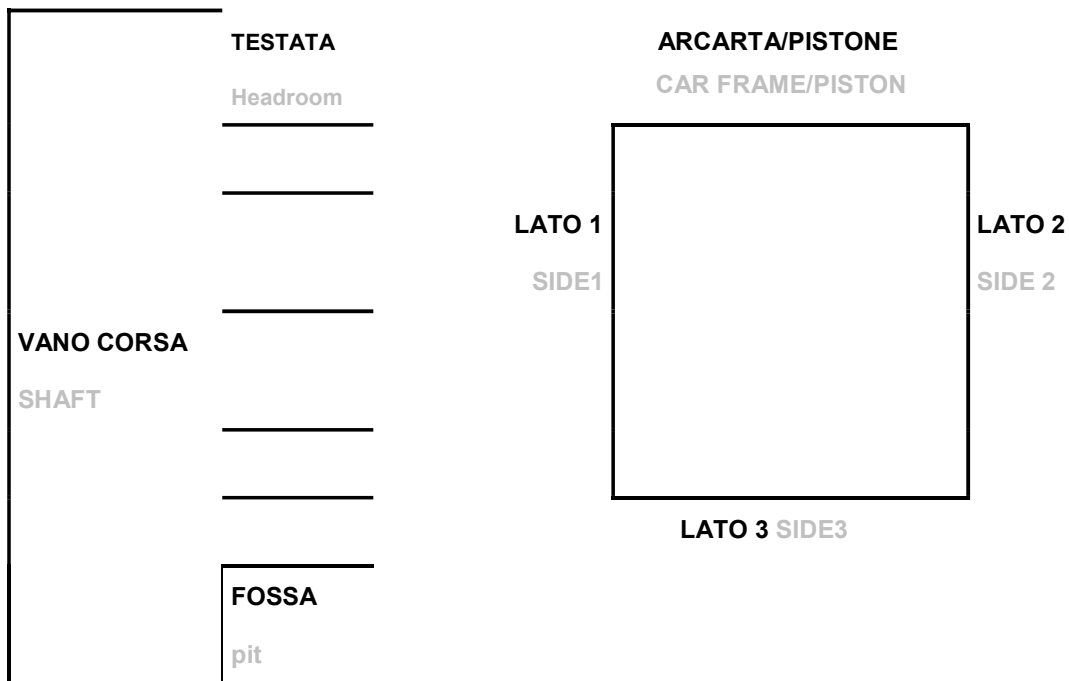 TESTATA
Headroom
VANO CORSA
SHAFT
FOSSA
pit
ARCARTA/PISTONE
CAR FRAME/PISTON
LATO 1
SIDE1
LATO 2
SIDE 2
LATO 3 SIDE3